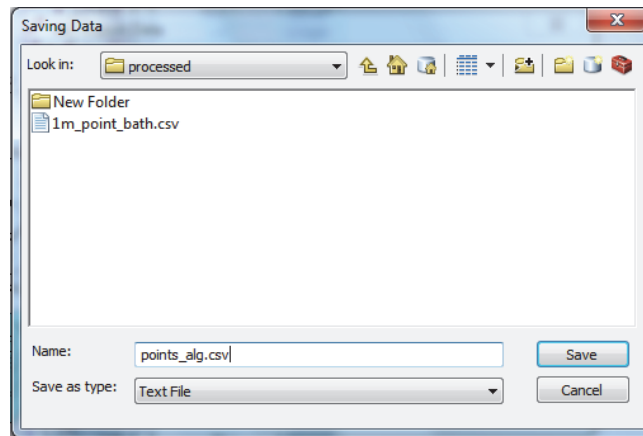 Saving Data
Look in: processed
New Folder
1m_point_bath.csv
Name: points_alg.csv
Save as type: Text File
Save
Cancel